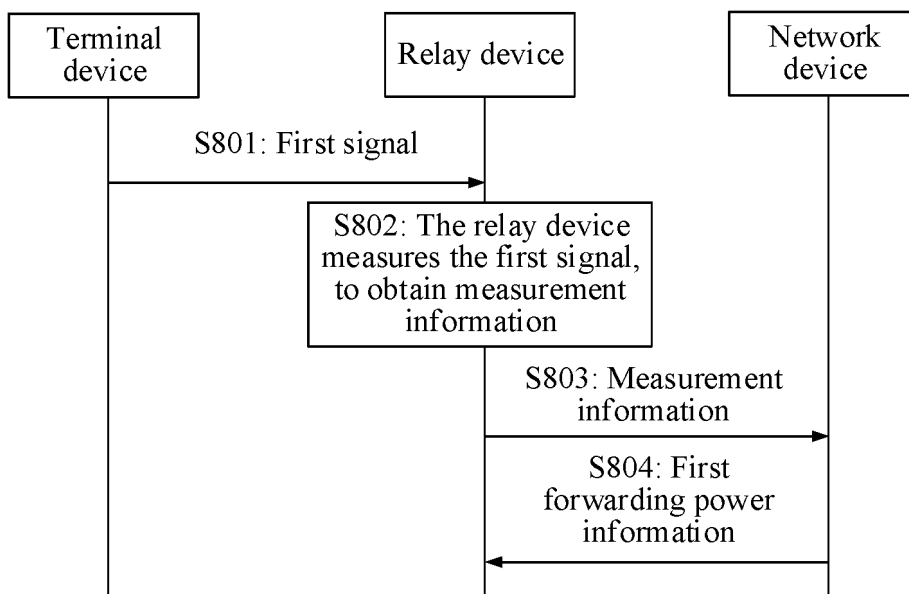 Terminal
device
Relay device
Network
device
S801: First signal
S802: The relay device
measures the first signal,
to obtain measurement
information
S803: Measurement
information
S804: First
forwarding power
information